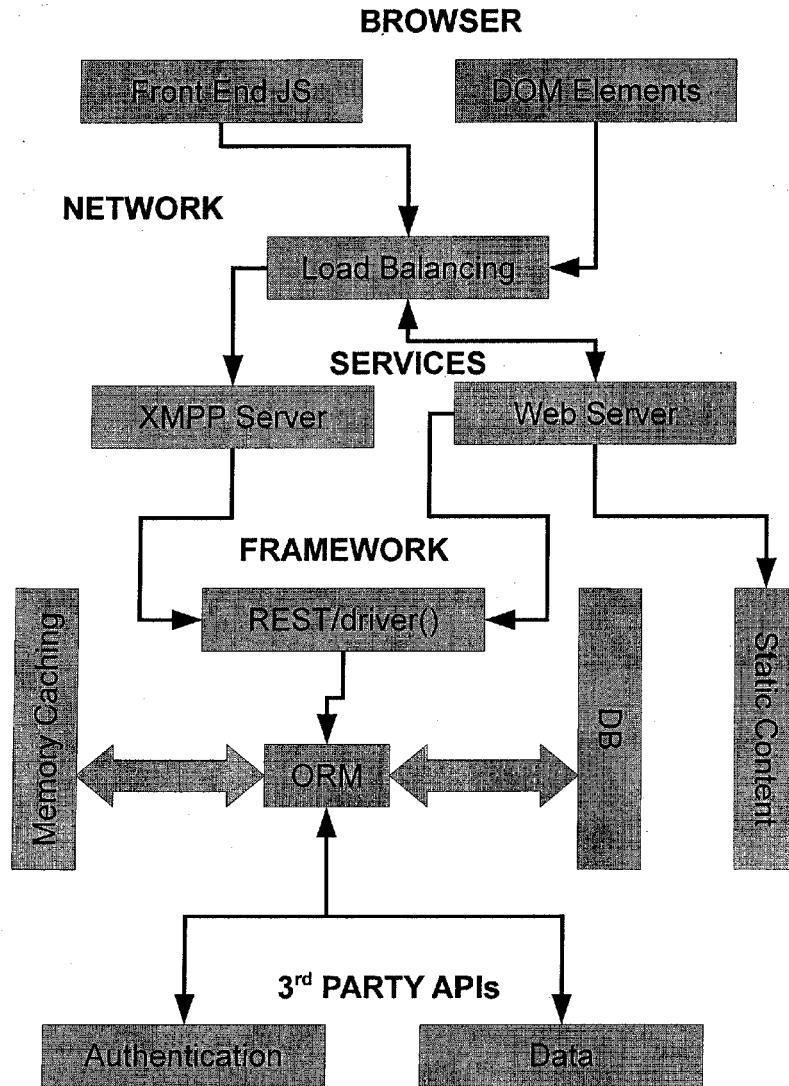 BROWSER
Front End JS
DOM Elements
NETWORK
Load Balancing
SERVICES
XMPP Server
Web Server
FRAMEWORK
REST/driver()
Memory Caching
ORM
DB
Static Content
3rd PARTY APIs
Authentication
Data